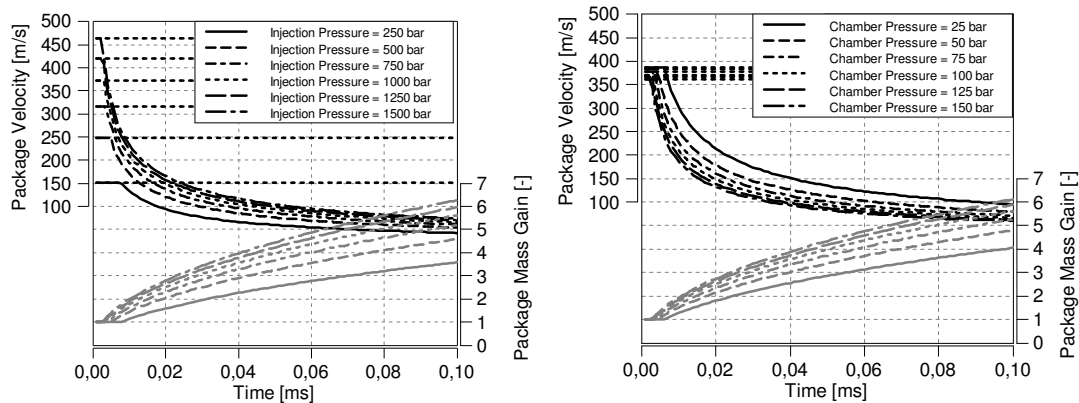 Package Velocity [m/s]
500
450
400
350
300
250
200
150
100
Injection Pressure = 250 bar
Injection Pressure = 500 bar
Injection Pressure = 750 bar
Injection Pressure = 1000 bar
Injection Pressure = 1250 bar
Injection Pressure = 1500 bar
7
6
5
4
3
2
1
0
Package Mass Gain [-]
0,00 0,02 0,04 0,06 0,08 0,10
Time [ms]
Package Velocity [m/s]
500
450
400
350
300
250
200
150
100
Chamber Pressure = 25 bar
Chamber Pressure = 50 bar
Chamber Pressure = 75 bar
Chamber Pressure = 100 bar
Chamber Pressure = 125 bar
Chamber Pressure = 150 bar
7
6
5
4
3
2
1
0
Package Mass Gain [-]
0,00 0,02 0,04 0,06 0,08 0,10
Time [ms]